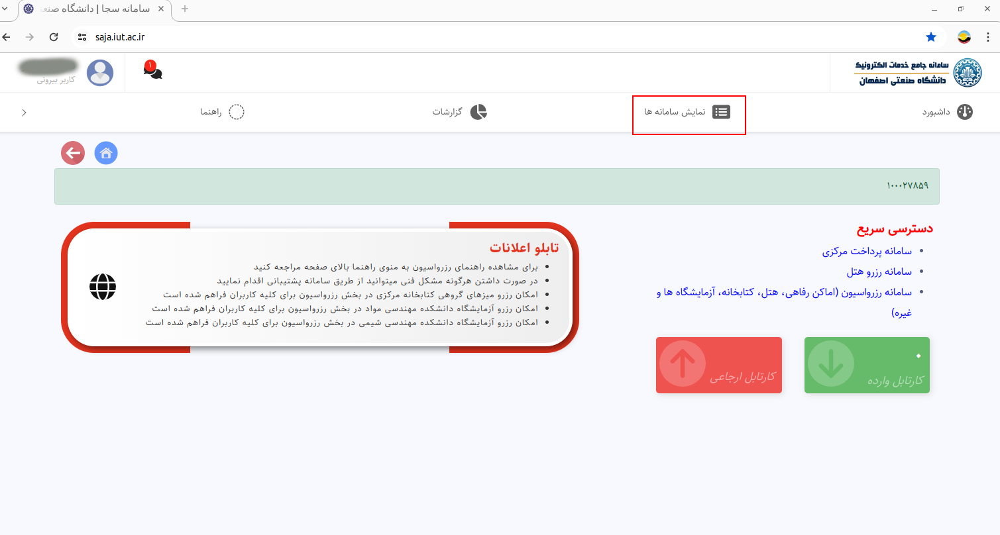 سامانه سجا | دانشگاه صنعـ
saja.iut.ac.ir
سامانه جامع خدمات الکترونیک
دانشگاه صنعتی اصفهان
۱
کاربر بیرونی
داشبورد
نمایش سامانه ها
گزارشات
راهنما
۱۰۰۰۲۷۸۵۹
دسترسی سریع
سامانه پرداخت مرکزی
سامانه رزرو هتل
سامانه رزرواسیون (اماکن رفاهی، هتل، کتابخانه، آزمایشگاه ها و
غیره)
۰
کارتابل وارده
کارتابل ارجاعی
تابلو اعلانات
برای مشاهده راهنمای رزرواسیون به منوی راهنما بالای صفحه مراجعه کنید
در صورت داشتن هرگونه مشکل فنی میتوانید از طریق سامانه پشتیبانی اقدام نمایید
امکان رزرو میزهای گروهی کتابخانه مرکزی در بخش رزرواسیون برای کلیه کاربران فراهم شده است
امکان رزرو آزمایشگاه دانشکده مهندسی مواد در بخش رزرواسیون برای کلیه کاربران فراهم شده است
امکان رزرو آزمایشگاه دانشکده مهندسی شیمی در بخش رزرواسیون برای کلیه کاربران فراهم شده است